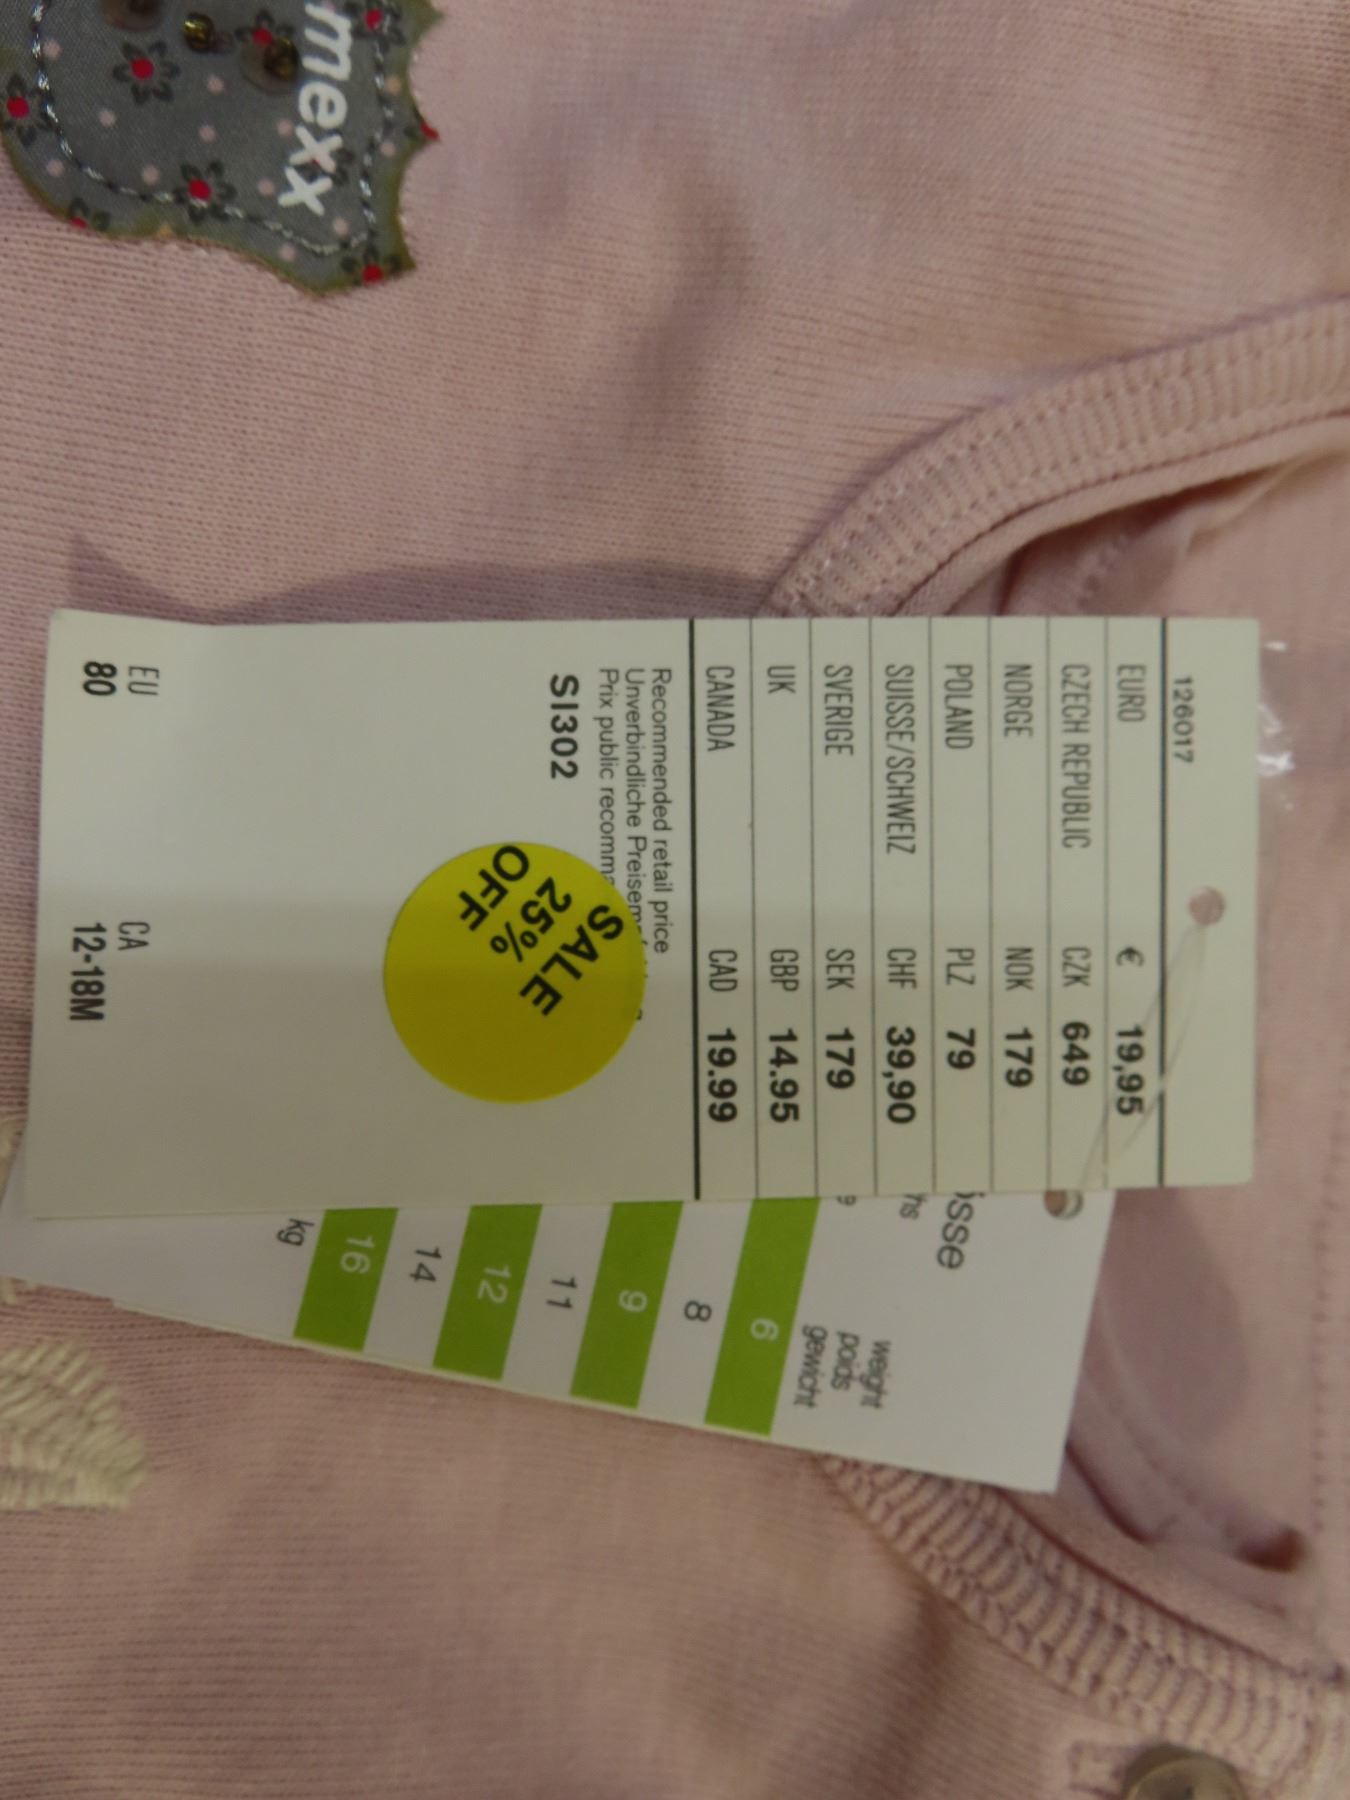 mexx
126017
EURO € 19,95
CZECH REPUBLIC CZK 649
NORGE NOK 179
POLAND PLZ 79
SUISSE/SCHWEIZ CHF 39,90
SVERIGE SEK 179
UK GBP 14.95
CANADA CAD 19.99
Recommended retail price
Unverbindliche
Prix public
SI302
SALE
25%
OFF
EU CA
80 12-18M
weight
poids
gewicht
6
8
9
11
12
14
16
kg